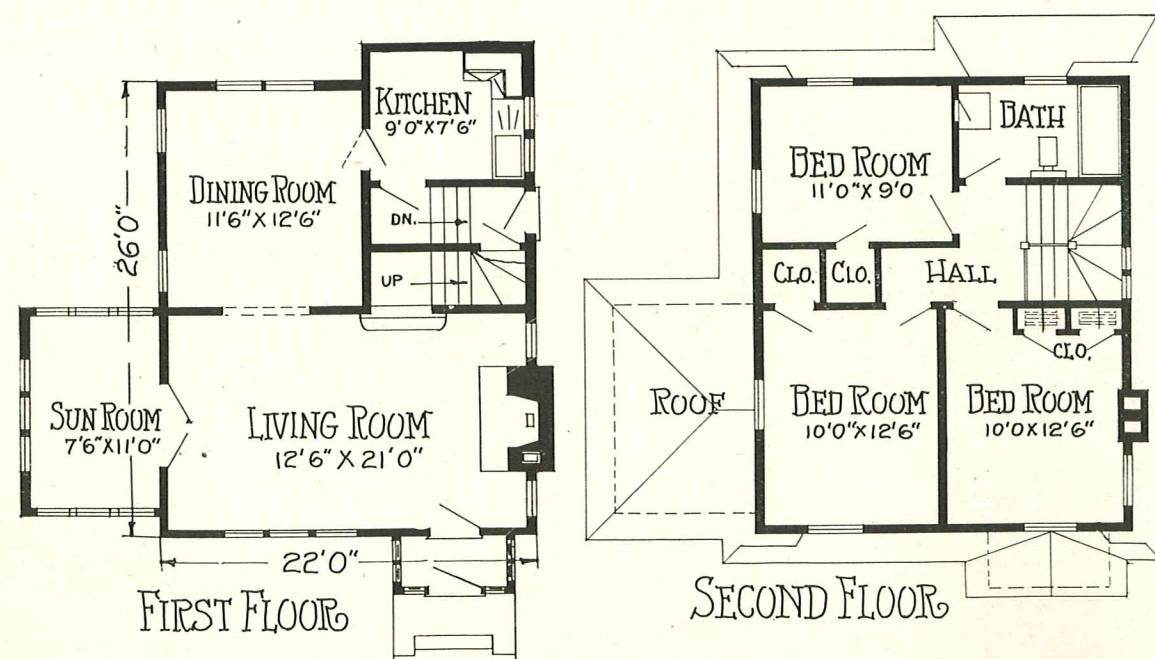 KITCHEN
9'0"X7'6"
DINING ROOM
11'6"X12'6"
DN.
UP
26'0"
SUN ROOM
7'6"X11'0"
LIVING ROOM
12'6" X 21'0"
22'0"
FIRST FLOOR
BATH
BED ROOM
11'0"X9'0
CLO.
CLO.
HALL
CLO.
ROOF
BED ROOM
10'0"X12'6"
BED ROOM
10'0X12'6"
SECOND FLOOR